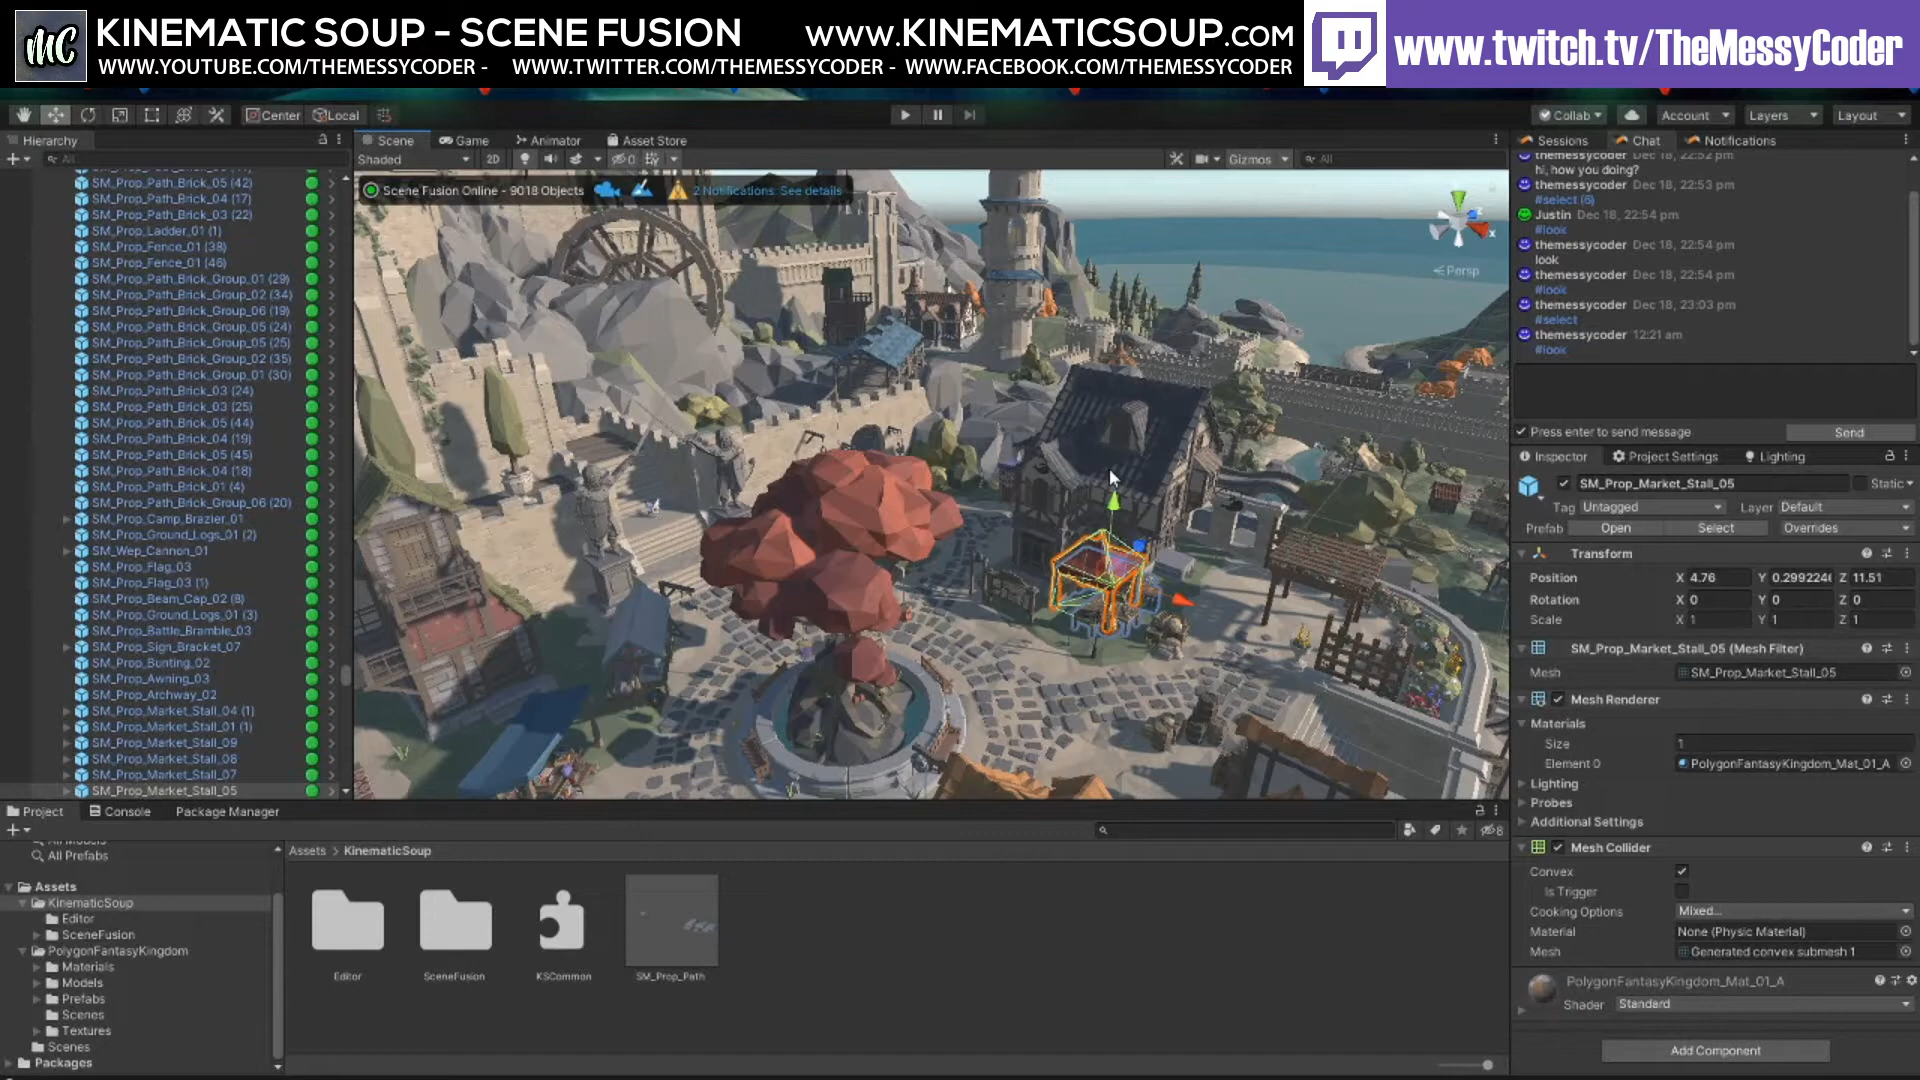 MC
KINEMATIC SOUP - SCENE FUSION
WWW.KINEMATICSOUP.COM
WWW.YOUTUBE.COM/THEMESSYCODER - WWW.TWITTER.COM/THEMESSYCODER - WWW.FACEBOOK.COM/THEMESSYCODER
www.twitch.tv/TheMessyCoder
Center
Local
Collab
Account
Layers
Layout
Hierarchy
All
SM_Prop_Path_Brick_05 (42)
SM_Prop_Path_Brick_04 (17)
SM_Prop_Path_Brick_03 (22)
SM_Prop_Ladder_01 (1)
SM_Prop_Fence_01 (38)
SM_Prop_Fence_01 (46)
SM_Prop_Path_Brick_Group_01 (29)
SM_Prop_Path_Brick_Group_02 (34)
SM_Prop_Path_Brick_Group_06 (19)
SM_Prop_Path_Brick_Group_05 (24)
SM_Prop_Path_Brick_Group_05 (25)
SM_Prop_Path_Brick_Group_02 (35)
SM_Prop_Path_Brick_Group_01 (30)
SM_Prop_Path_Brick_03 (24)
SM_Prop_Path_Brick_03 (25)
SM_Prop_Path_Brick_05 (44)
SM_Prop_Path_Brick_04 (19)
SM_Prop_Path_Brick_05 (45)
SM_Prop_Path_Brick_04 (18)
SM_Prop_Path_Brick_01 (4)
SM_Prop_Path_Brick_Group_06 (20)
SM_Prop_Camp_Brazier_01
SM_Prop_Ground_Logs_01 (2)
SM_Wep_Cannon_01
SM_Prop_Flag_03
SM_Prop_Flag_03 (1)
SM_Prop_Beam_Cap_02 (8)
SM_Prop_Ground_Logs_01 (3)
SM_Prop_Battle_Bramble_03
SM_Prop_Sign_Bracket_07
SM_Prop_Bunting_02
SM_Prop_Awning_03
SM_Prop_Archway_02
SM_Prop_Market_Stall_04 (1)
SM_Prop_Market_Stall_01 (1)
SM_Prop_Market_Stall_09
SM_Prop_Market_Stall_08
SM_Prop_Market_Stall_07
SM_Prop_Market_Stall_05
Scene
Game
Animator
Asset Store
Shaded
2D
0
Gizmos
All
Scene Fusion Online - 9018 Objects
2 Notifications: See details
x
Persp
Sessions
Chat
Notifications
themessycoder Dec 18, 22:52 pm
hi, how you doing?
themessycoder Dec 18, 22:53 pm
#select (6)
Justin Dec 18, 22:54 pm
#look
themessycoder Dec 18, 22:54 pm
look
themessycoder Dec 18, 22:54 pm
#look
themessycoder Dec 18, 23:03 pm
#select
themessycoder 12:21 am
#look
Press enter to send message
Send
Inspector
Project Settings
Lighting
SM_Prop_Market_Stall_05
Static
Tag Untagged
Layer Default
Prefab Open Select Overrides
Transform
Position X 4.76 Y 0.299224 Z 11.51
Rotation X 0 Y 0 Z 0
Scale X 1 Y 1 Z 1
SM_Prop_Market_Stall_05 (Mesh Filter)
Mesh SM_Prop_Market_Stall_05
Mesh Renderer
Materials
Size 1
Element 0 PolygonFantasyKingdom_Mat_01_A
Lighting
Probes
Additional Settings
Mesh Collider
Convex
Is Trigger
Cooking Options Mixed...
Material None (Physic Material)
Mesh Generated convex submesh 1
PolygonFantasyKingdom_Mat_01_A
Shader Standard
Add Component
Project
Console
Package Manager
8
All Prefabs
Assets
KinematicSoup
Editor
SceneFusion
PolygonFantasyKingdom
Materials
Models
Prefabs
Scenes
Textures
Scenes
Packages
Assets > KinematicSoup
Editor
SceneFusion
KSCommon
SM_Prop_Path